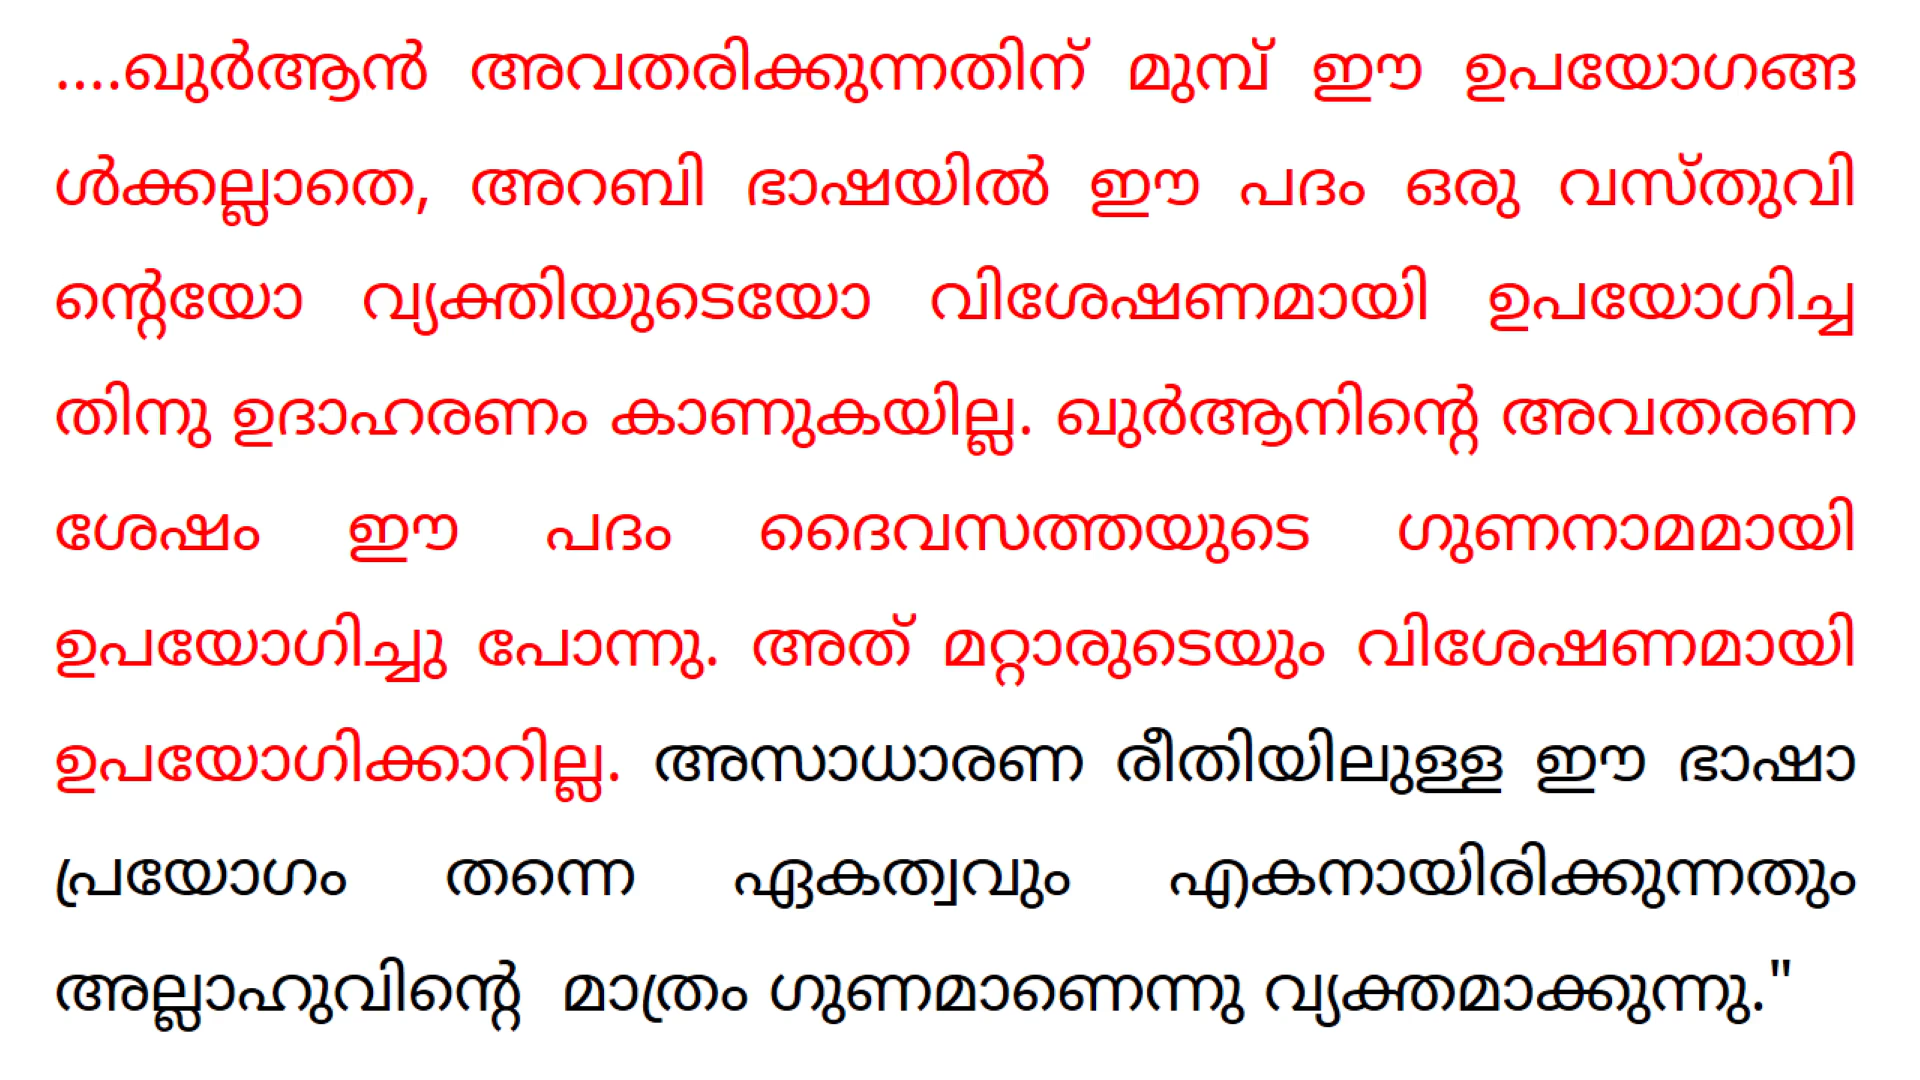 ....ഖുർആൻ അവതരിക്കുന്നതിന് മുമ്പ് ഈ ഉപയോഗങ്ങ
ൾക്കല്ലാതെ, അറബി ഭാഷയിൽ ഈ പദം ഒരു വസ്തുവി
ന്റെയോ വ്യക്തിയുടെയോ വിശേഷണമായി ഉപയോഗിച്ച
തിനു ഉദാഹരണം കാണുകയില്ല. ഖുർആനിന്റെ അവതരണ
ശേഷം ഈ പദം ദൈവസത്തയുടെ ഗുണനാമമായി
ഉപയോഗിച്ചു പോന്നു. അത് മറ്റാരുടെയും വിശേഷണമായി
ഉപയോഗിക്കാറില്ല. അസാധാരണ രീതിയിലുള്ള ഈ ഭാഷാ
പ്രയോഗം തന്നെ ഏകത്വവും എകനായിരിക്കുന്നതും
അല്ലാഹുവിന്റെ മാത്രം ഗുണമാണെന്നു വ്യക്തമാക്കുന്നു."